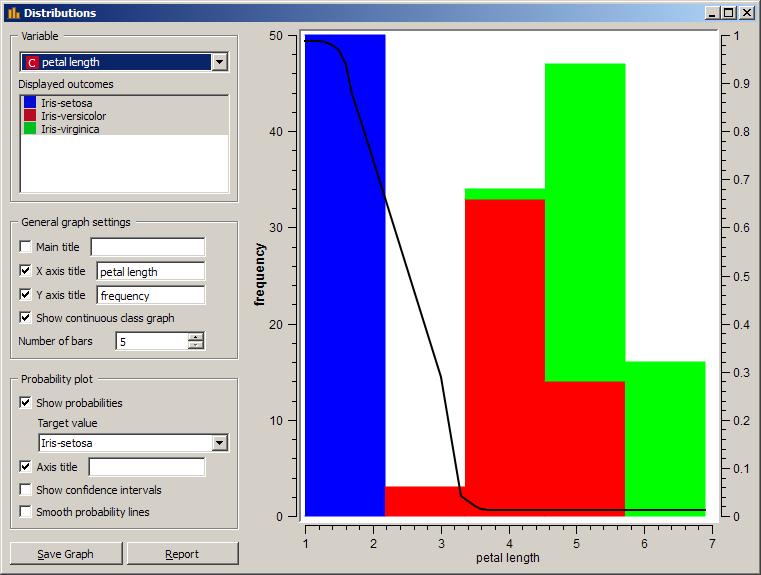 Distributions
Variable
C petal length
Displayed outcomes
Iris-setosa
Iris-versicolor
Iris-virginica
General graph settings
Main title
X axis title petal length
Y axis title frequency
Show continuous class graph
Number of bars 5
Probability plot
Show probabilities
Target value
Iris-setosa
Axis title
Show confidence intervals
Smooth probability lines
Save Graph Report
frequency
50
40
30
20
10
0
1
0.9
0.8
0.7
0.6
0.5
0.4
0.3
0.2
0.1
0
1 2 3 4 5 6 7
petal length